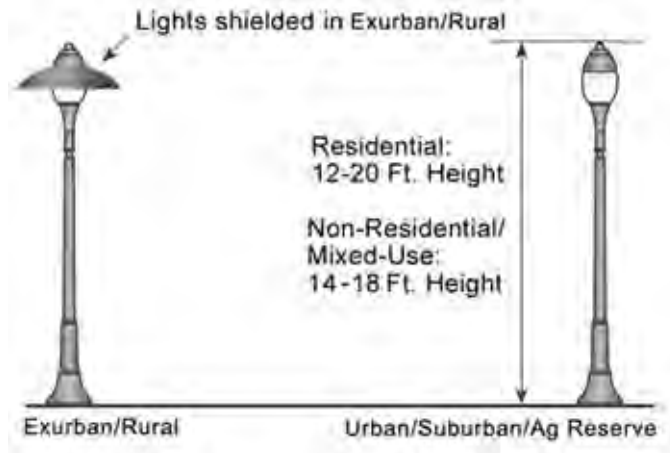 Lights shielded in Exurban/Rural
Residential:
12-20 Ft. Height
Non-Residential/
Mixed-Use:
14-18 Ft. Height
Exurban/Rural
Urban/Suburban/Ag Reserve